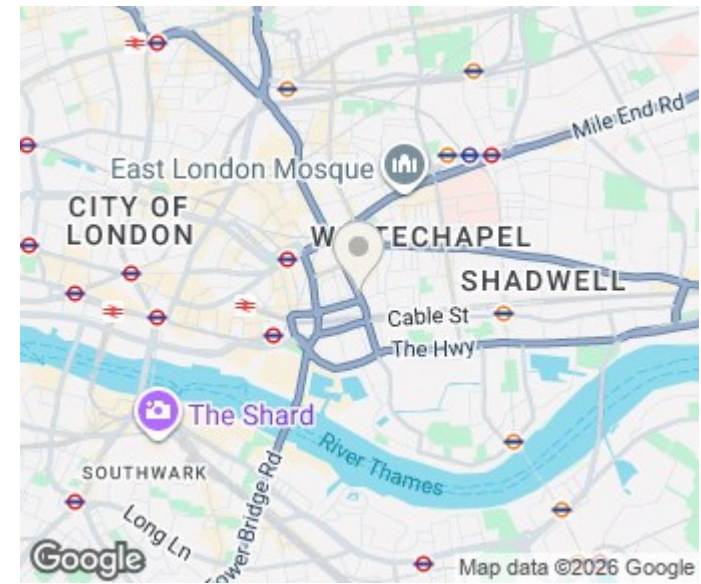 Mile End Rd
East London Mosque
CITY OF
LONDON
SHADWELL
Cable St
The Hwy
The Shard
River Thames
SOUTHWARK
Long Ln
Tower Bridge Rd
Google
Map data ©2026 Google